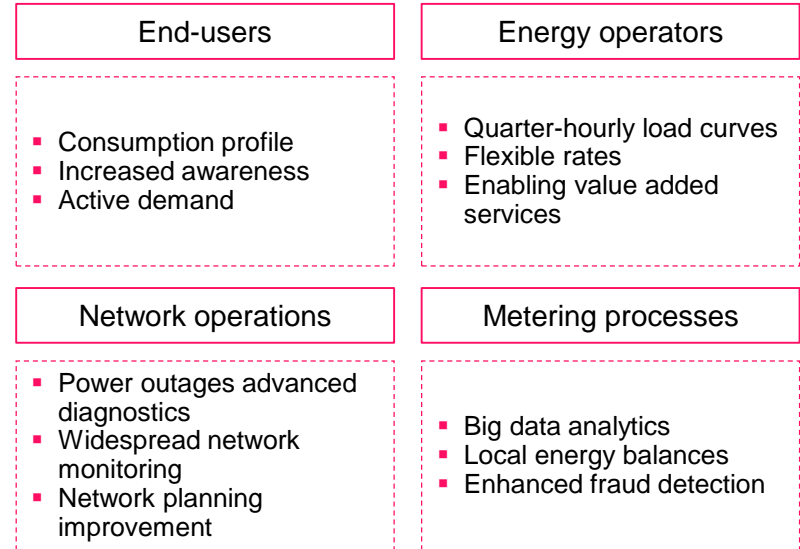 End-users
Consumption profile
Increased awareness
Active demand
Energy operators
Quarter-hourly load curves
Flexible rates
Enabling value added
services
Network operations
Power outages advanced
diagnostics
Widespread network
monitoring
Network planning
improvement
Metering processes
Big data analytics
Local energy balances
Enhanced fraud detection